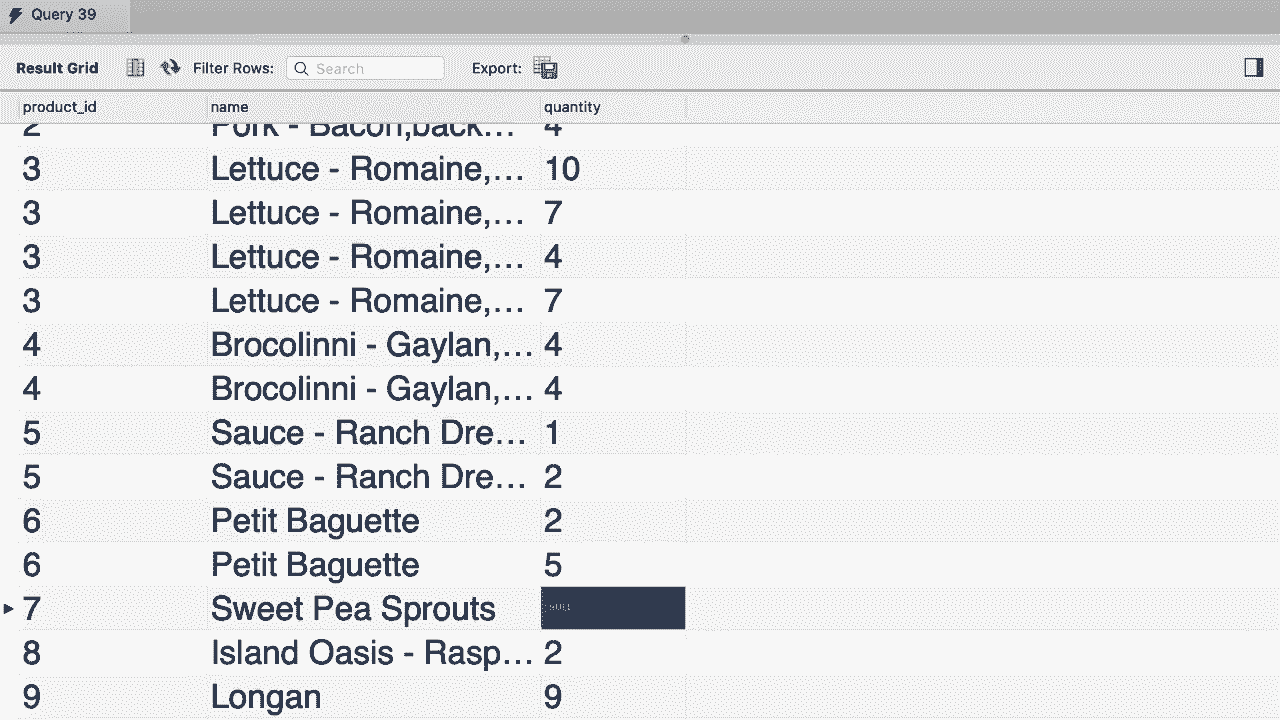 Query 39
Result Grid Filter Rows: Search Export:
product_id name quantity
2 Pork - Bacon,back... 4
3 Lettuce - Romaine,... 10
3 Lettuce - Romaine,... 7
3 Lettuce - Romaine,... 4
3 Lettuce - Romaine,... 7
4 Brocolinni - Gaylan,... 4
4 Brocolinni - Gaylan,... 4
5 Sauce - Ranch Dre... 1
5 Sauce - Ranch Dre... 2
6 Petit Baguette 2
6 Petit Baguette 5
7 Sweet Pea Sprouts NULL
8 Island Oasis - Rasp... 2
9 Longan 9